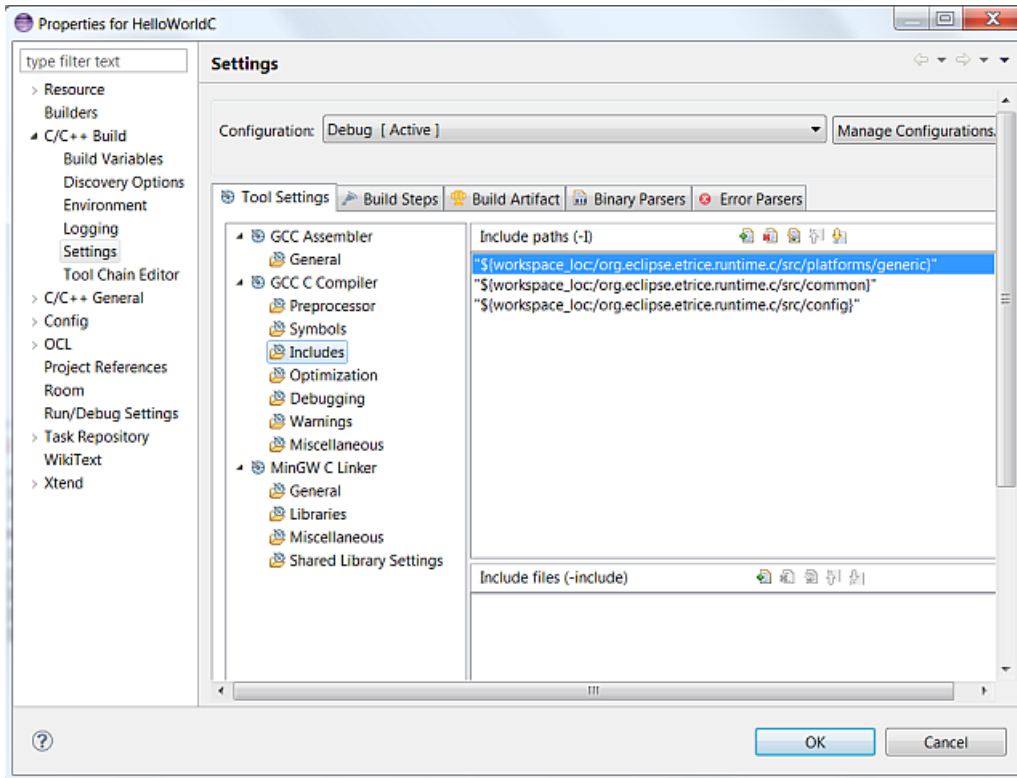 Properties for HelloWorldC
type filter text
Resource
Builders
C/C++ Build
Build Variables
Discovery Options
Environment
Logging
Settings
Tool Chain Editor
C/C++ General
Config
OCL
Project References
Room
Run/Debug Settings
Task Repository
WikiText
Xtend
Settings
Configuration: Debug [ Active ]
Manage Configurations.
Tool Settings Build Steps Build Artifact Binary Parsers Error Parsers
GCC Assembler
General
GCC C Compiler
Preprocessor
Symbols
Includes
Optimization
Debugging
Warnings
Miscellaneous
MinGW C Linker
General
Libraries
Miscellaneous
Shared Library Settings
Include paths (-I)
"${workspace_loc:/org.eclipse.etrice.runtime.c/src/platforms/generic}"
"${workspace_loc:/org.eclipse.etrice.runtime.c/src/common}"
"${workspace_loc:/org.eclipse.etrice.runtime.c/src/config}"
Include files (-include)
OK Cancel